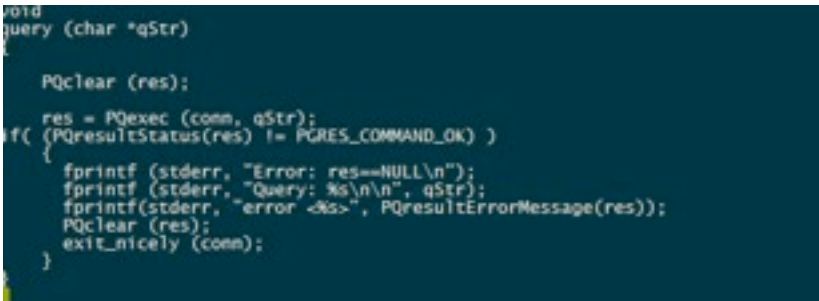 void
query (char *qStr)
{
PQclear (res);
res = PQexec (conn, qStr);
if( (PQresultStatus(res) != PGRES_COMMAND_OK) )
{
fprintf (stderr, "Error: res==NULL\n");
fprintf (stderr, "Query: %s\n\n", qStr);
fprintf(stderr, "error <%s>", PQresultErrorMessage(res));
PQclear (res);
exit_nicely (conn);
}
}